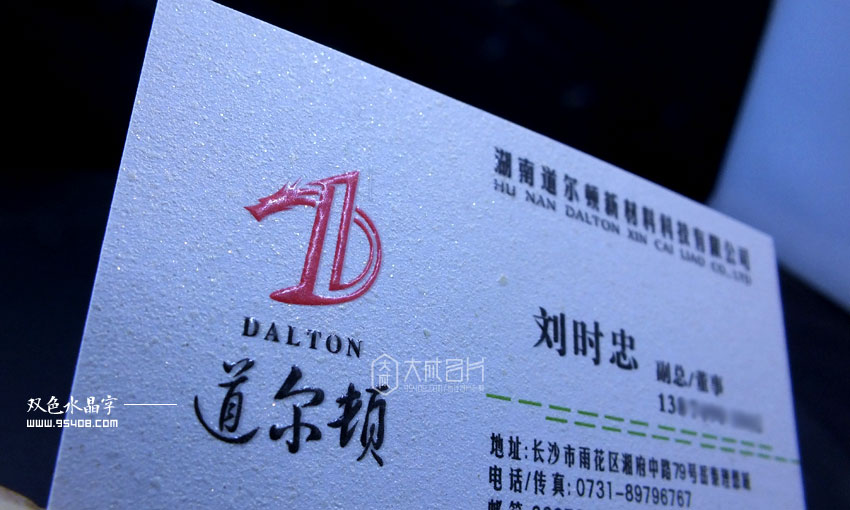 湖南道尔顿新材料科技有限公司
HU NAN DALTON XIN CAI LIAO CO.,LTD
DALTON
道尔顿
刘时忠
副总/董事
13
大成名片
双色水晶字
www.95408.com
地址:长沙市雨花区湘府中路79号
电话/传真:0731-89796767
邮箱